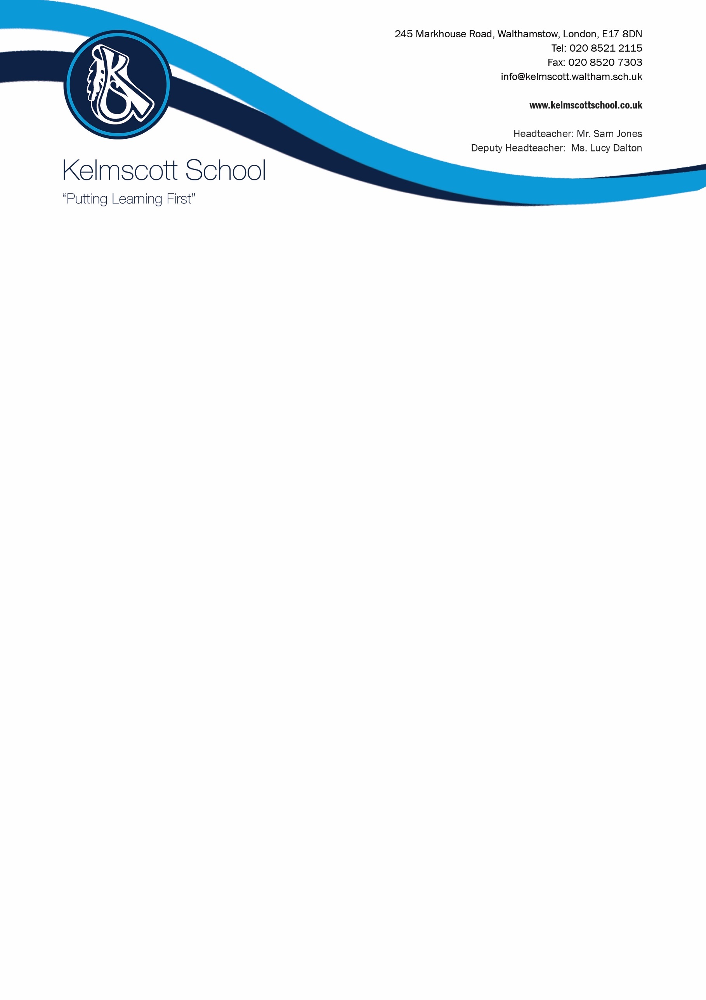 245 Markhouse Road, Walthamstow, London, E17 8DN
Tel: 020 8521 2115
Fax: 020 8520 7303
info@kelmscott.waltham.sch.uk
www.kelmscottschool.co.uk
Headteacher: Mr. Sam Jones
Deputy Headteacher:  Ms. Lucy Dalton
Kelmscott School
“Putting Learning First”